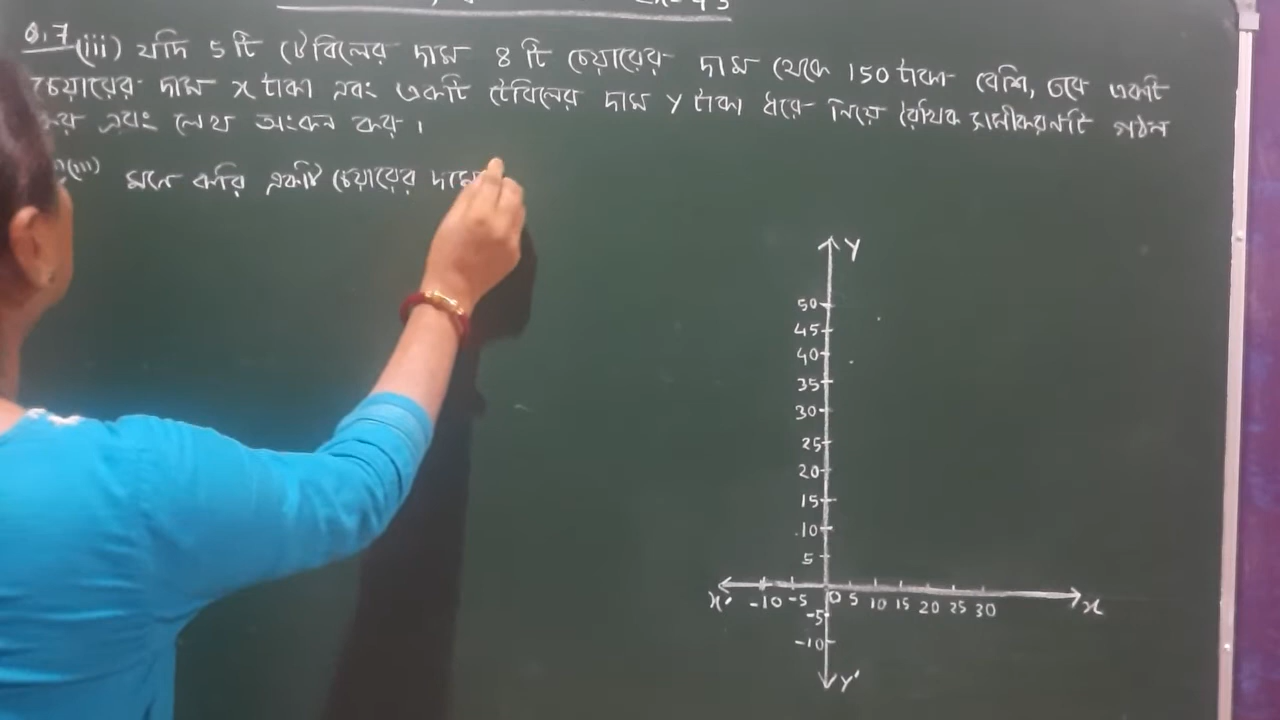 Q.7 (iii) যদি 5 টি টেবিলের দাম 8 টি চেয়ারের দাম থেকে 150 টাকা বেশি, তবে একটি
চেয়ারের দাম x টাকা এবং একটি টেবিলের দাম y টাকা ধরে নিয়ে রৈখিক সমীকরণটি গঠন
কর এবং লেখ অংকন কর।
(iii) মনে করি একটি চেয়ারের দাম
Y
50
45
40
35
30
25
20
15
10
5
X' -10 -5 0 5 10 15 20 25 30 X
-5
-10
Y'